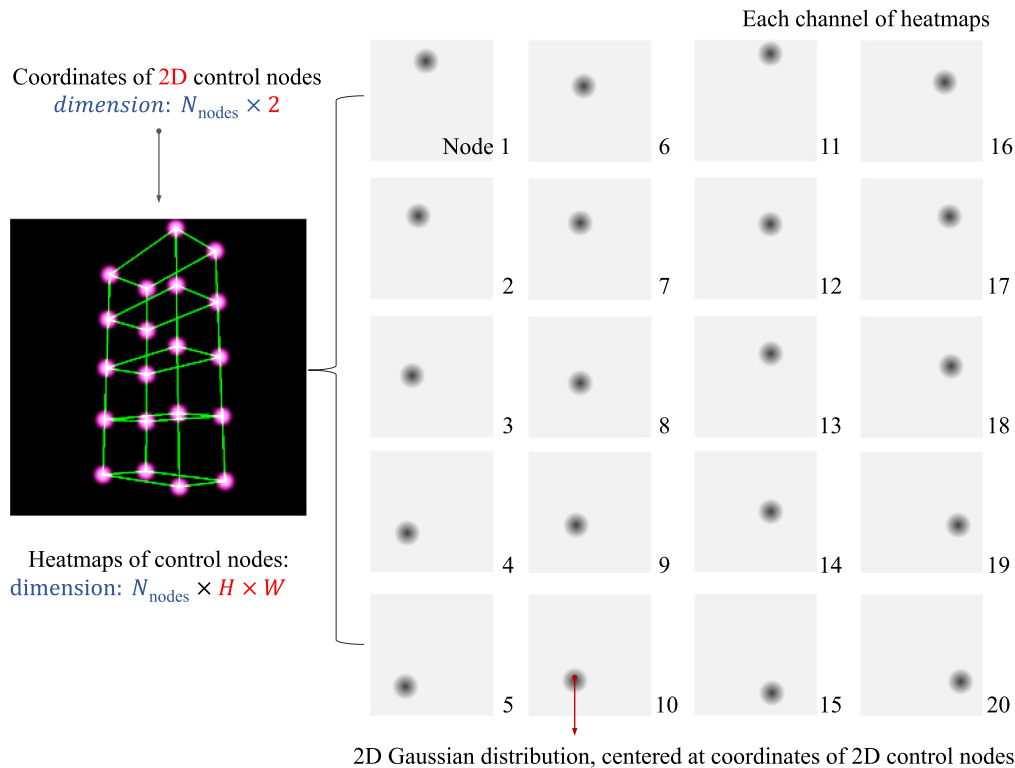 Each channel of heatmaps
Coordinates of 2D control nodes
dimension: N_nodes × 2
Node 1
6
11
16
2
7
12
17
3
8
13
18
4
9
14
19
Heatmaps of control nodes:
dimension: N_nodes × H × W
5
10
15
20
2D Gaussian distribution, centered at coordinates of 2D control nodes